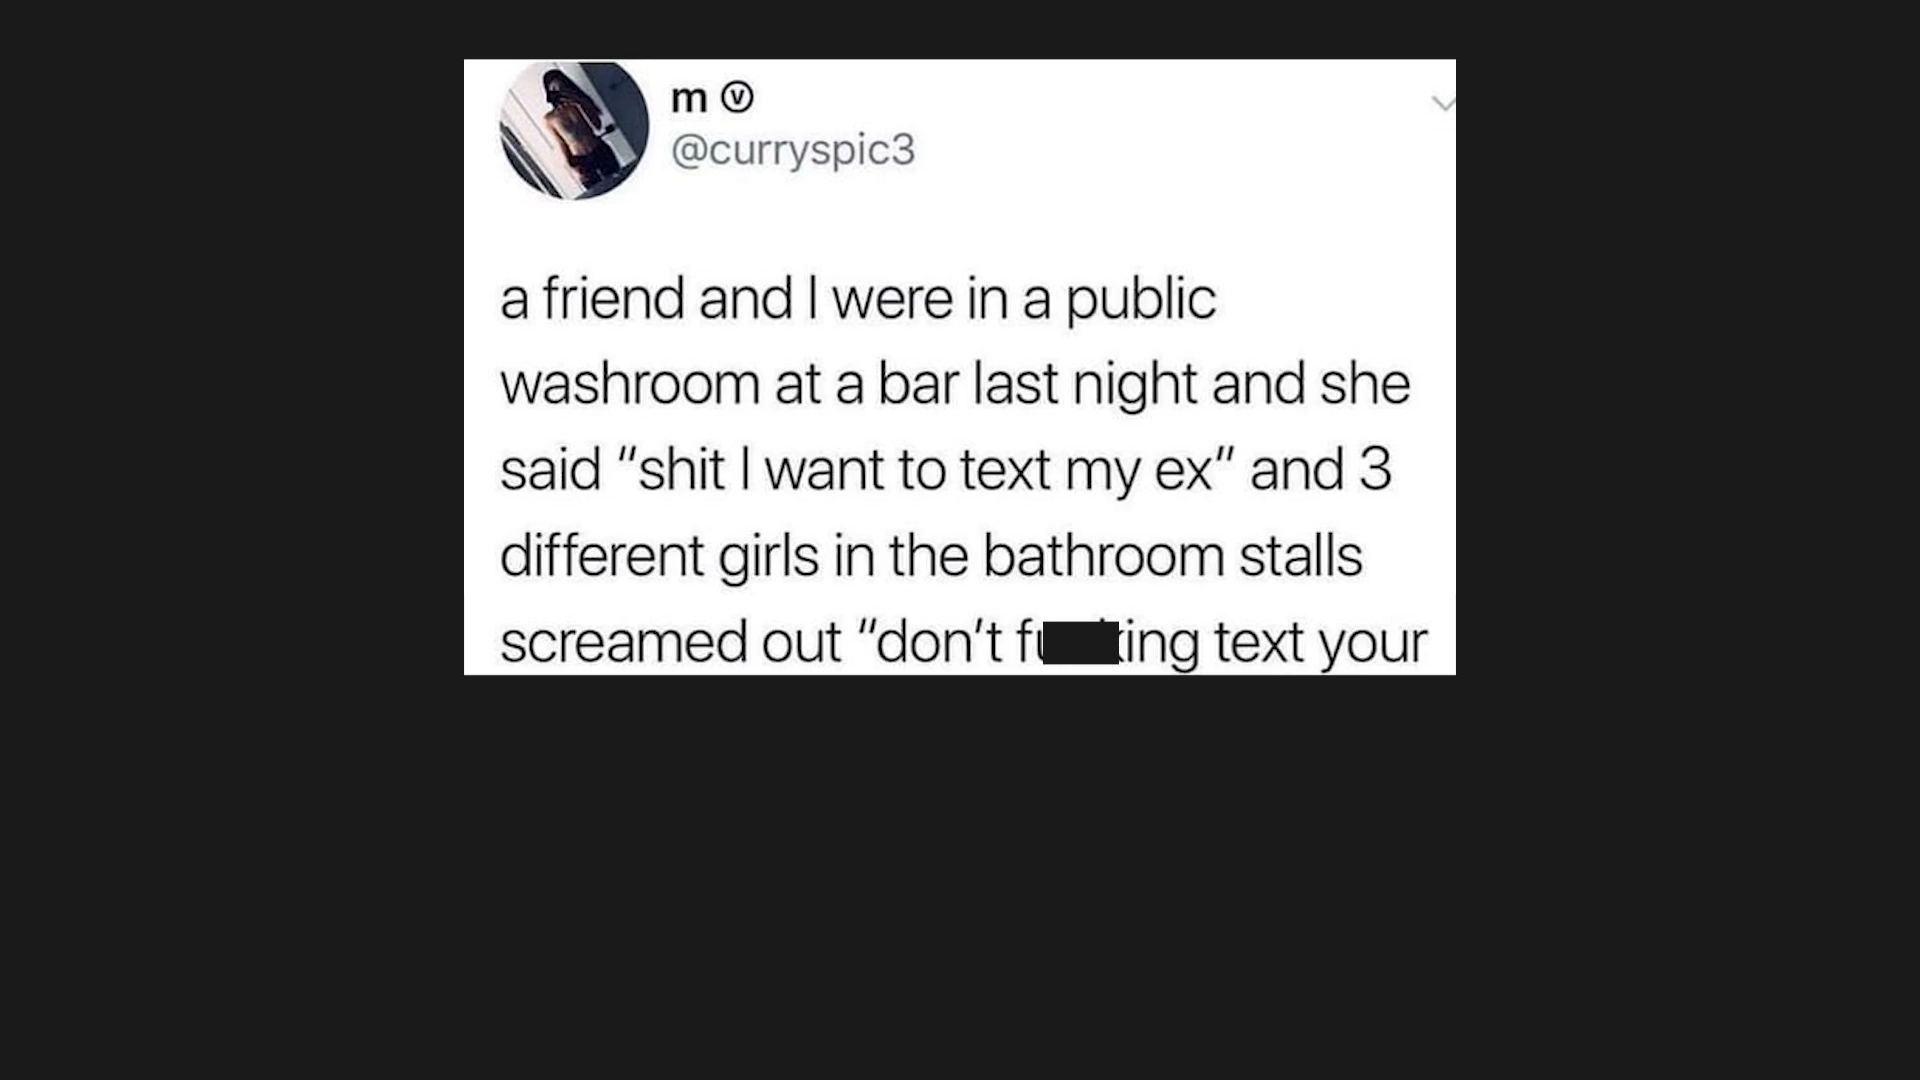 m ⓥ
@curryspic3
a friend and I were in a public
washroom at a bar last night and she
said "shit I want to text my ex" and 3
different girls in the bathroom stalls
screamed out "don't text your